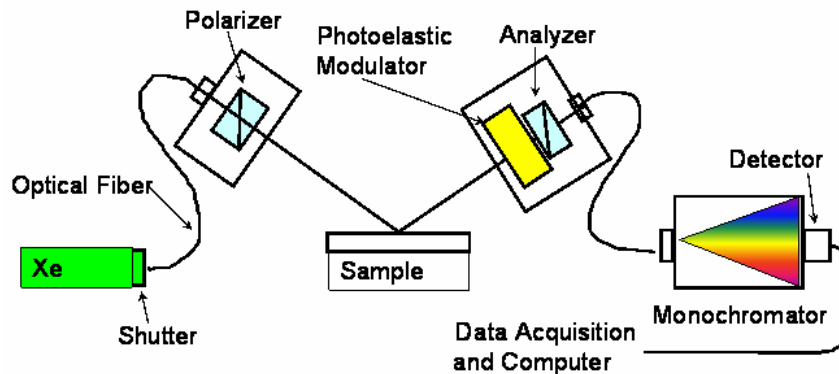 Polarizer
Photoelastic
Modulator
Analyzer
Optical Fiber
Detector
Xe
Sample
Shutter
Monochromator
Data Acquisition
and Computer